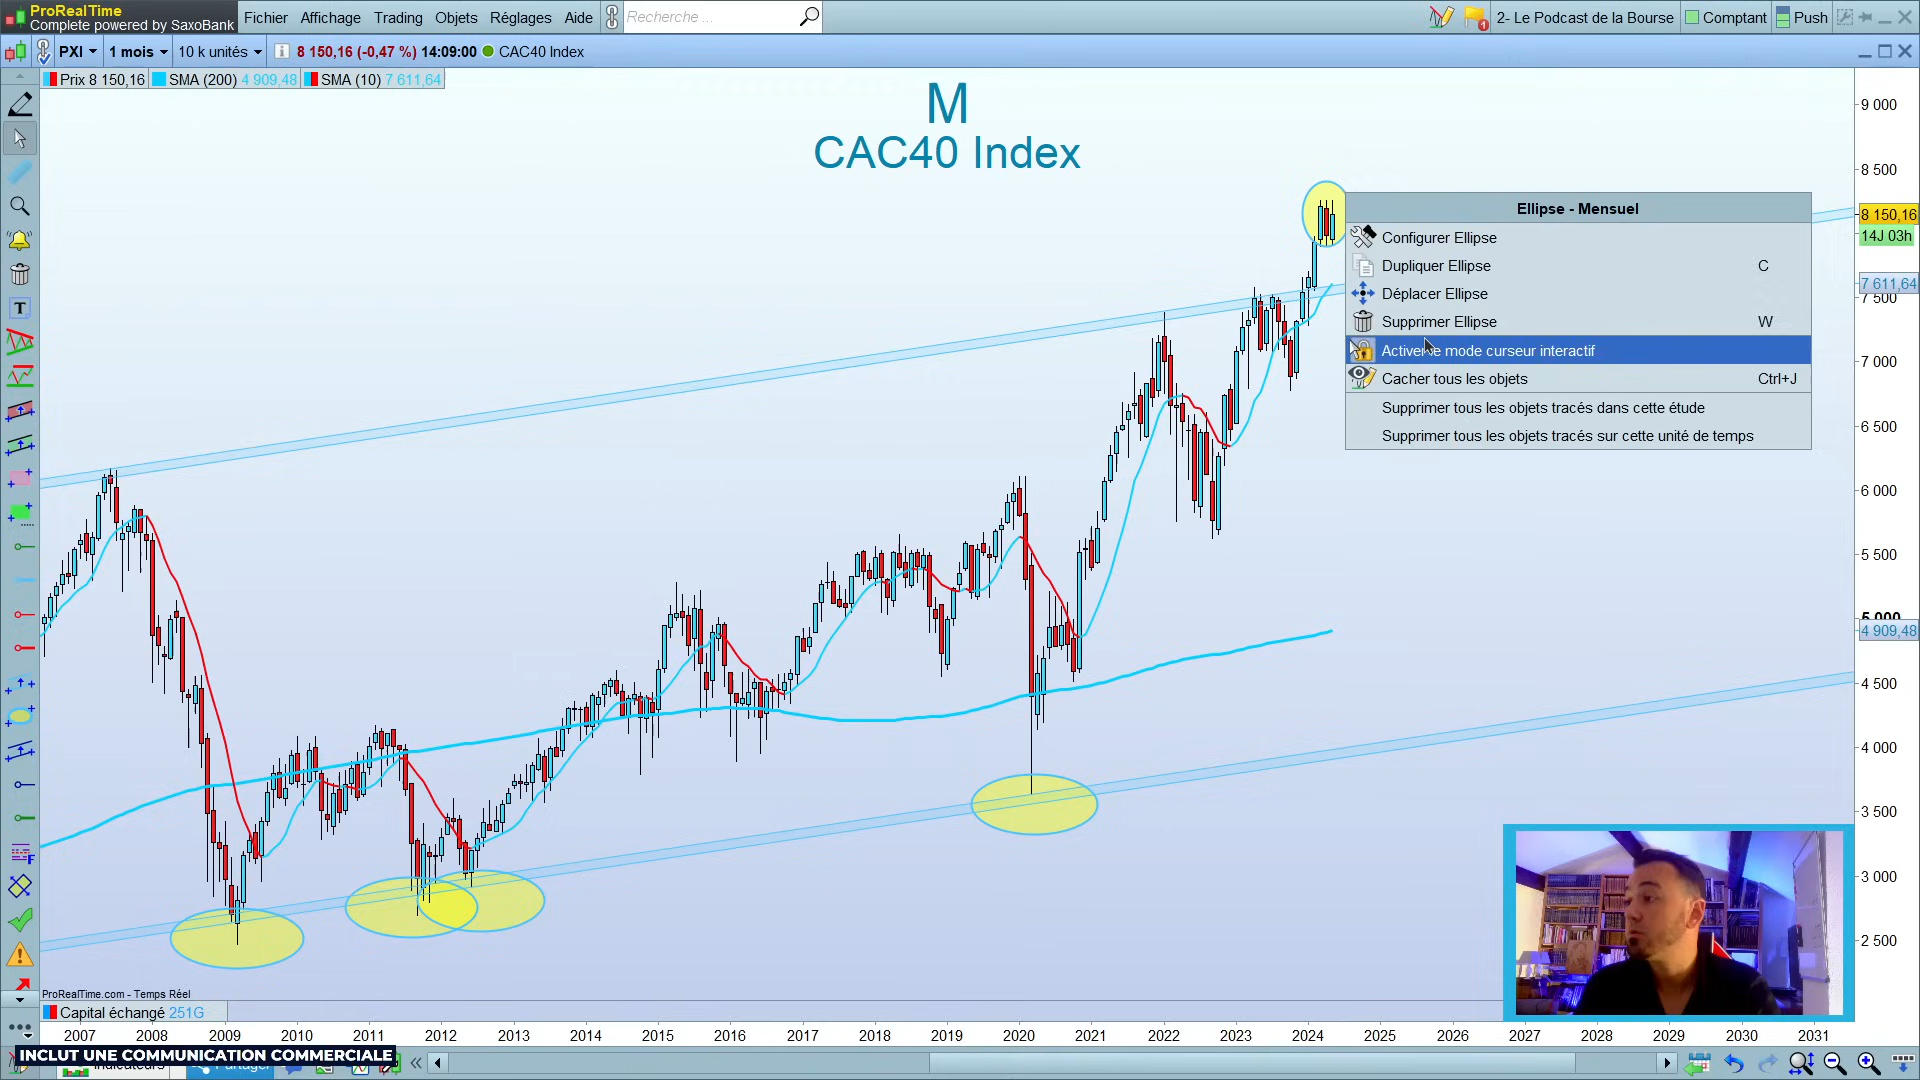 ProRealTime
Complete powered by SaxoBank
Fichier Affichage Trading Objets Réglages Aide
Recherche ...
1
2- Le Podcast de la Bourse
Comptant
Push
PXI
1 mois
10 k unités
i
8 150,16 (-0,47 %) 14:09:00
CAC40 Index
Prix 8 150,16
SMA (200) 4 909,48
SMA (10) 7 611,64
M
CAC40 Index
T
F
Ellipse - Mensuel
Configurer Ellipse
Dupliquer Ellipse C
Déplacer Ellipse
Supprimer Ellipse W
mode curseur interactif
Cacher tous les objets Ctrl+J
Supprimer tous les objets tracés dans cette étude
Supprimer tous les objets tracés sur cette unité de temps
9 000
8 500
8 150,16
14J 03h
7 611,64
7 500
7 000
6 500
6 000
5 500
5 000
4 909,48
4 500
4 000
3 500
3 000
2 500
ProRealTime.com - Temps Réel
Capital échangé 251G
2007 2008 2009 2010 2011 2012 2013 2014 2015 2016 2017 2018 2019 2020 2021 2022 2023 2024 2025 2026 2027 2028 2029 2030 2031
INCLUT UNE COMMUNICATION COMMERCIALE
Indicateurs
Partager